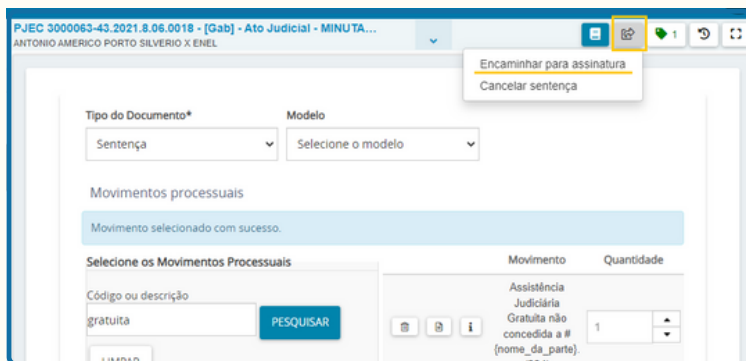 PJEC 3000063-43.2021.8.06.0018 - [Gab] - Ato Judicial - MINUTA...
ANTONIO AMERICO PORTO SILVERIO X ENEL
1
Encaminhar para assinatura
Cancelar sentença
Tipo do Documento*
Modelo
Sentença
Selecione o modelo
Movimentos processuais
Movimento selecionado com sucesso.
Selecione os Movimentos Processuais
Movimento
Quantidade
Código ou descrição
gratuita
PESQUISAR
LIMPAR
Assistência
Judiciária
Gratuita não
concedida a #
{nome_da_parte}.
1